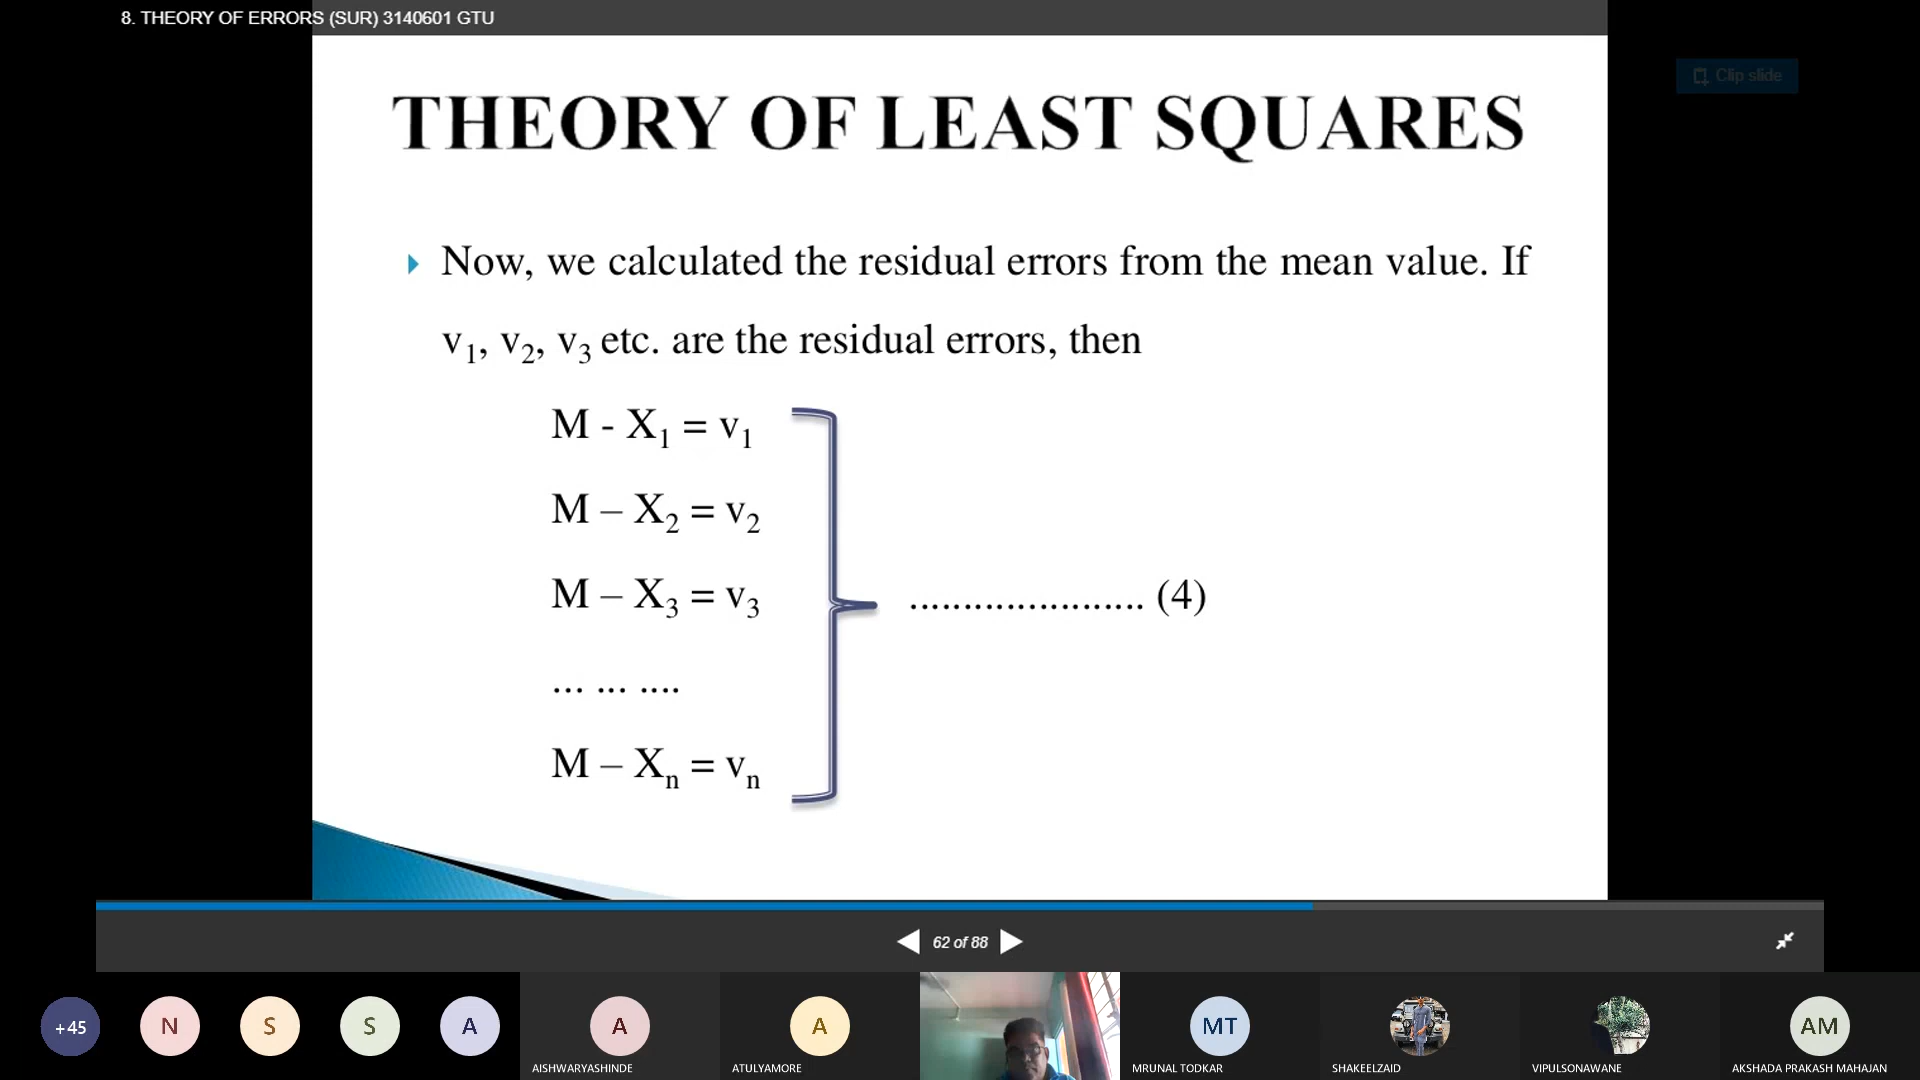 8. THEORY OF ERRORS (SUR) 3140601 GTU
Clip slide
THEORY OF LEAST SQUARES
Now, we calculated the residual errors from the mean value. If
v1, v2, v3 etc. are the residual errors, then
M - X1 = v1
M – X2 = v2
M – X3 = v3
...................... (4)
... ... ....
M – Xn = vn
62 of 88
+45
N
S
S
A
A
A
MT
AM
AISHWARYASHINDE
ATULYAMORE
MRUNAL TODKAR
SHAKEELZAID
VIPULSONAWANE
AKSHADA PRAKASH MAHAJAN